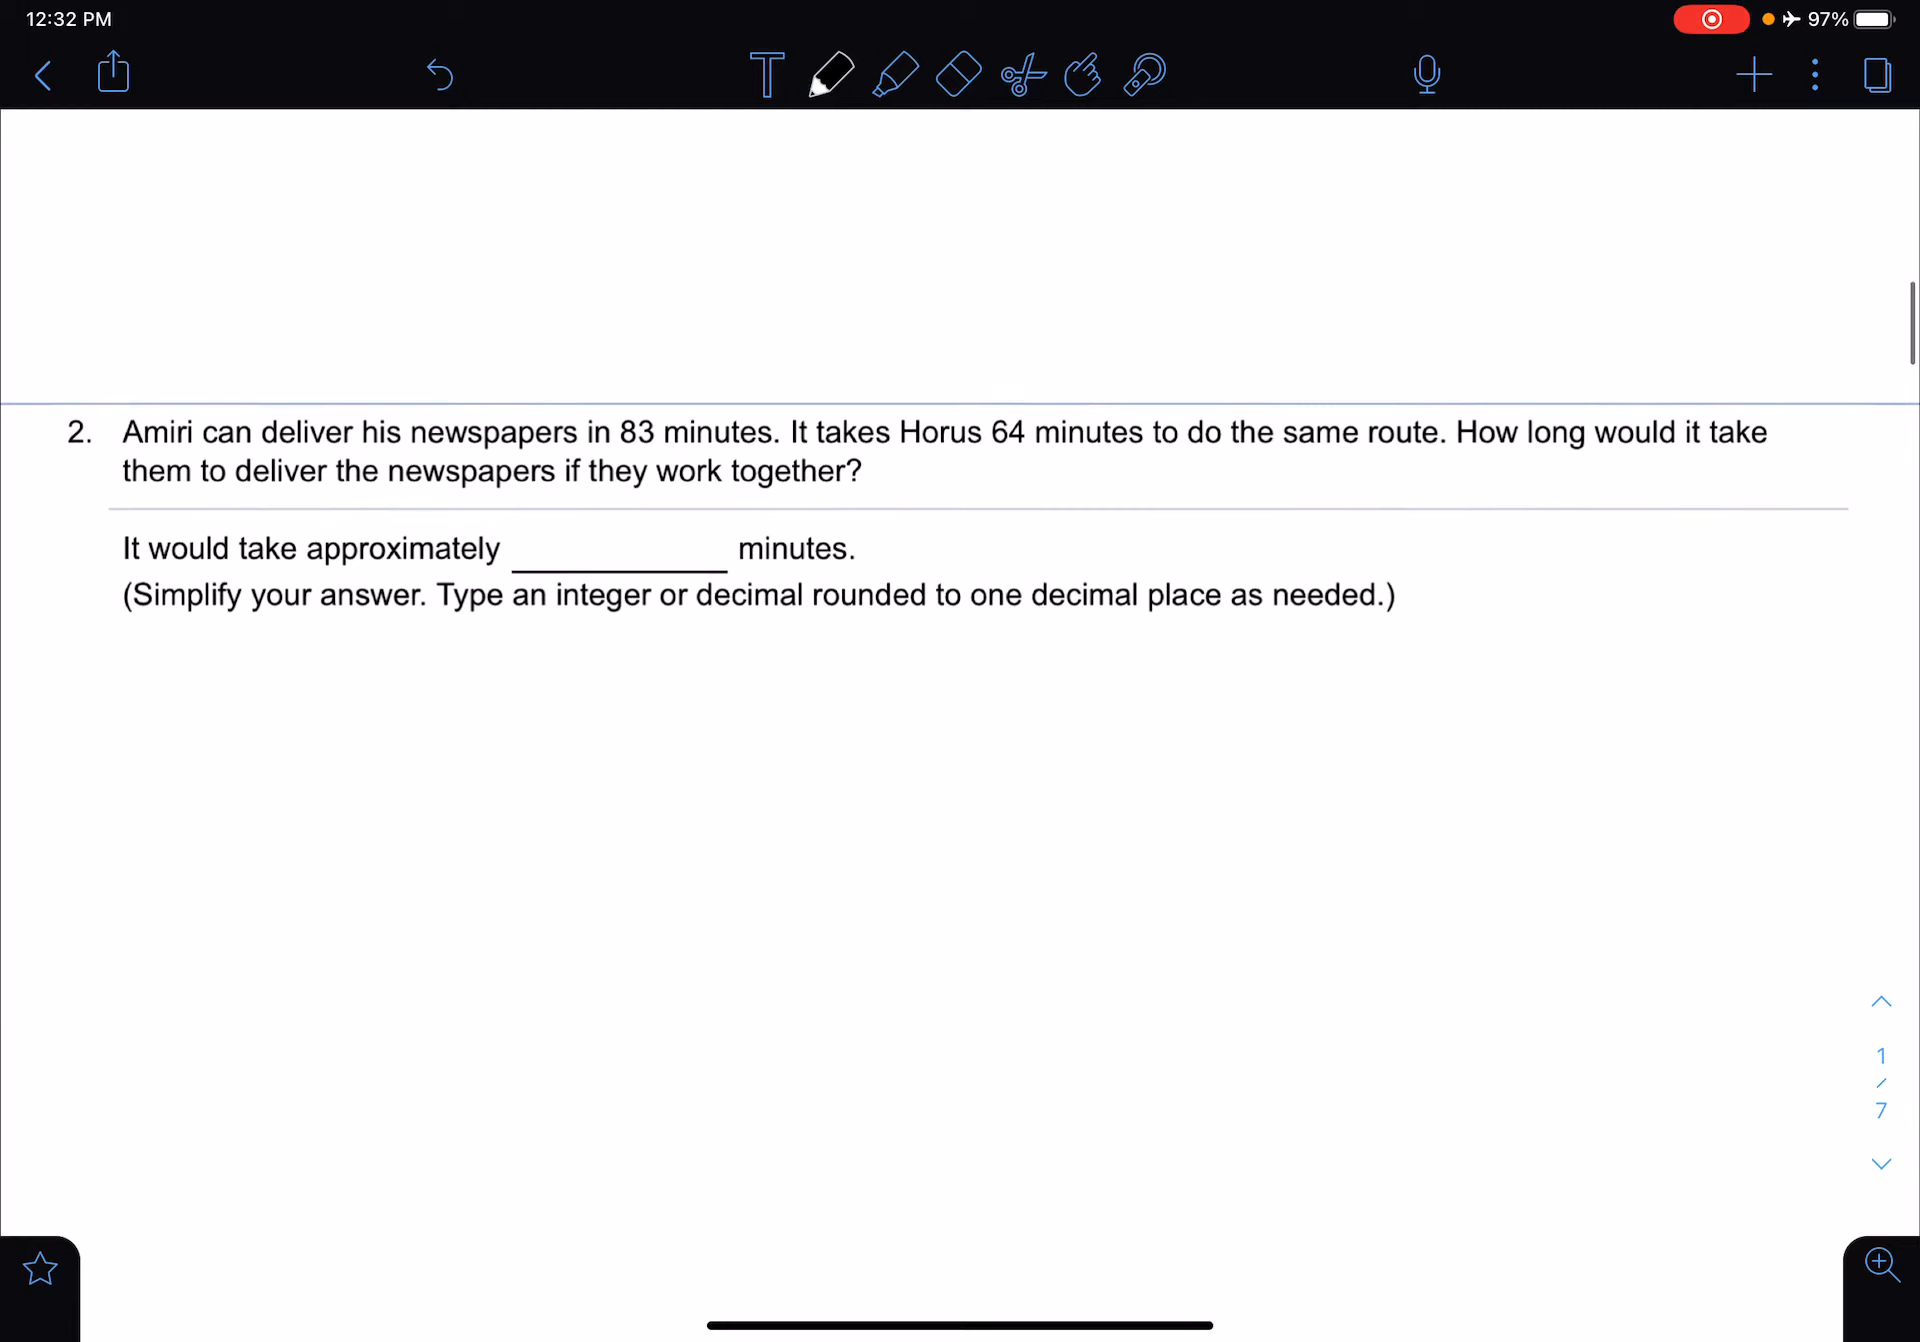 12:32 PM
97%
2. Amiri can deliver his newspapers in 83 minutes. It takes Horus 64 minutes to do the same route. How long would it take
them to deliver the newspapers if they work together?
It would take approximately ____________ minutes.
(Simplify your answer. Type an integer or decimal rounded to one decimal place as needed.)
1
/
7